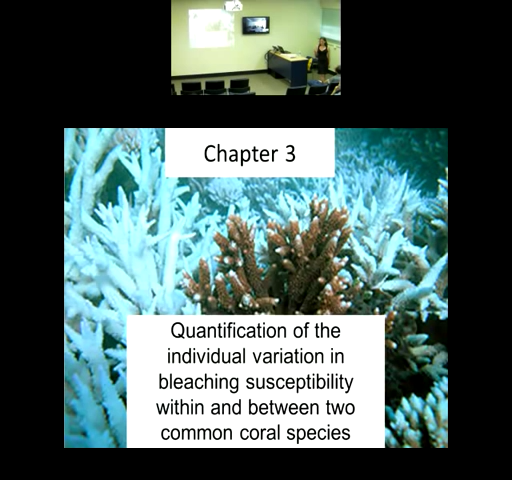 Chapter 3
Quantification of the
individual variation in
bleaching susceptibility
within and between two
common coral species